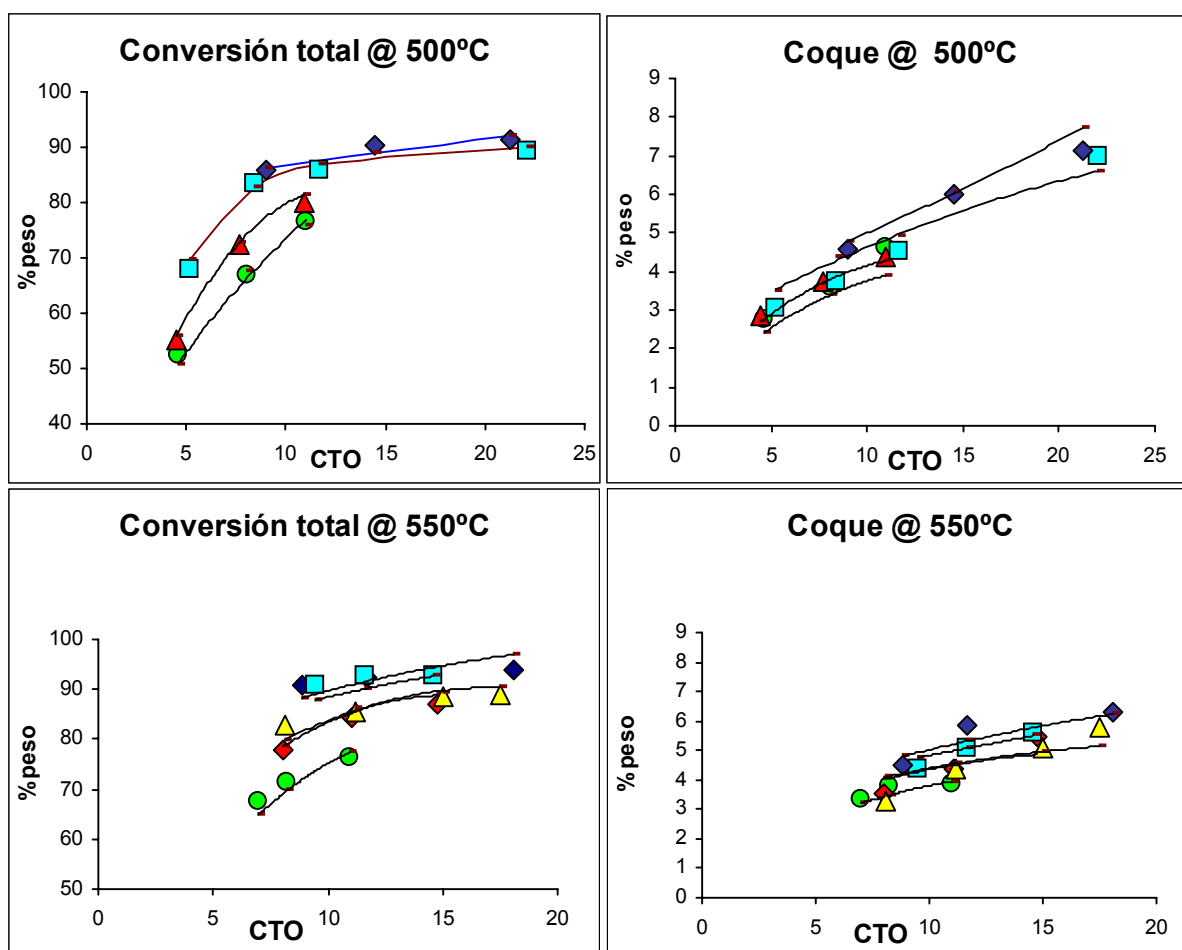 Conversión total @ 500ºC
100
90
80
70
60
50
40
%peso
0 5 10 15 20 25
CTO
Coque @ 500ºC
9
8
7
6
5
4
3
2
1
0
%peso
0 5 10 15 20 25
CTO
Conversión total @ 550ºC
100
90
80
70
60
50
%peso
0 5 10 15 20
CTO
Coque @ 550ºC
9
8
7
6
5
4
3
2
1
0
%peso
0 5 10 15 20
CTO